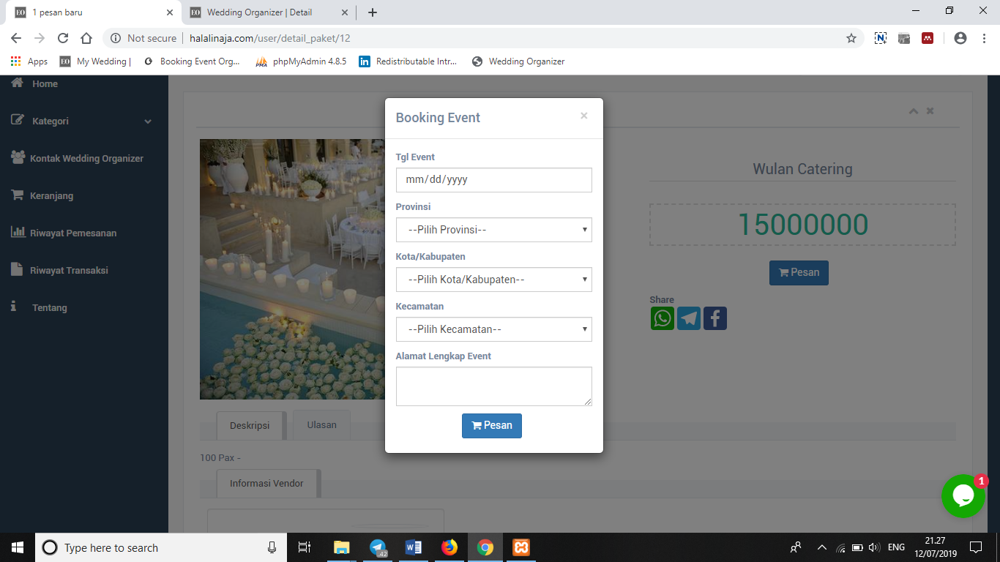 1 pesan baru
Wedding Organizer | Detail
Not secure | halalinaja.com/user/detail_paket/12
Apps
My Wedding |
Booking Event Org...
phpMyAdmin 4.8.5
Redistributable Intr...
Wedding Organizer
Home
Kategori
Kontak Wedding Organizer
Keranjang
Riwayat Pemesanan
Riwayat Transaksi
Tentang
Booking Event
×
Tgl Event
mm/dd/yyyy
Provinsi
--Pilih Provinsi--
Kota/Kabupaten
--Pilih Kota/Kabupaten--
Kecamatan
--Pilih Kecamatan--
Alamat Lengkap Event
Pesan
Wulan Catering
15000000
Pesan
Share
Deskripsi
Ulasan
100 Pax -
Informasi Vendor
1
Type here to search
42
ENG
21.27
12/07/2019